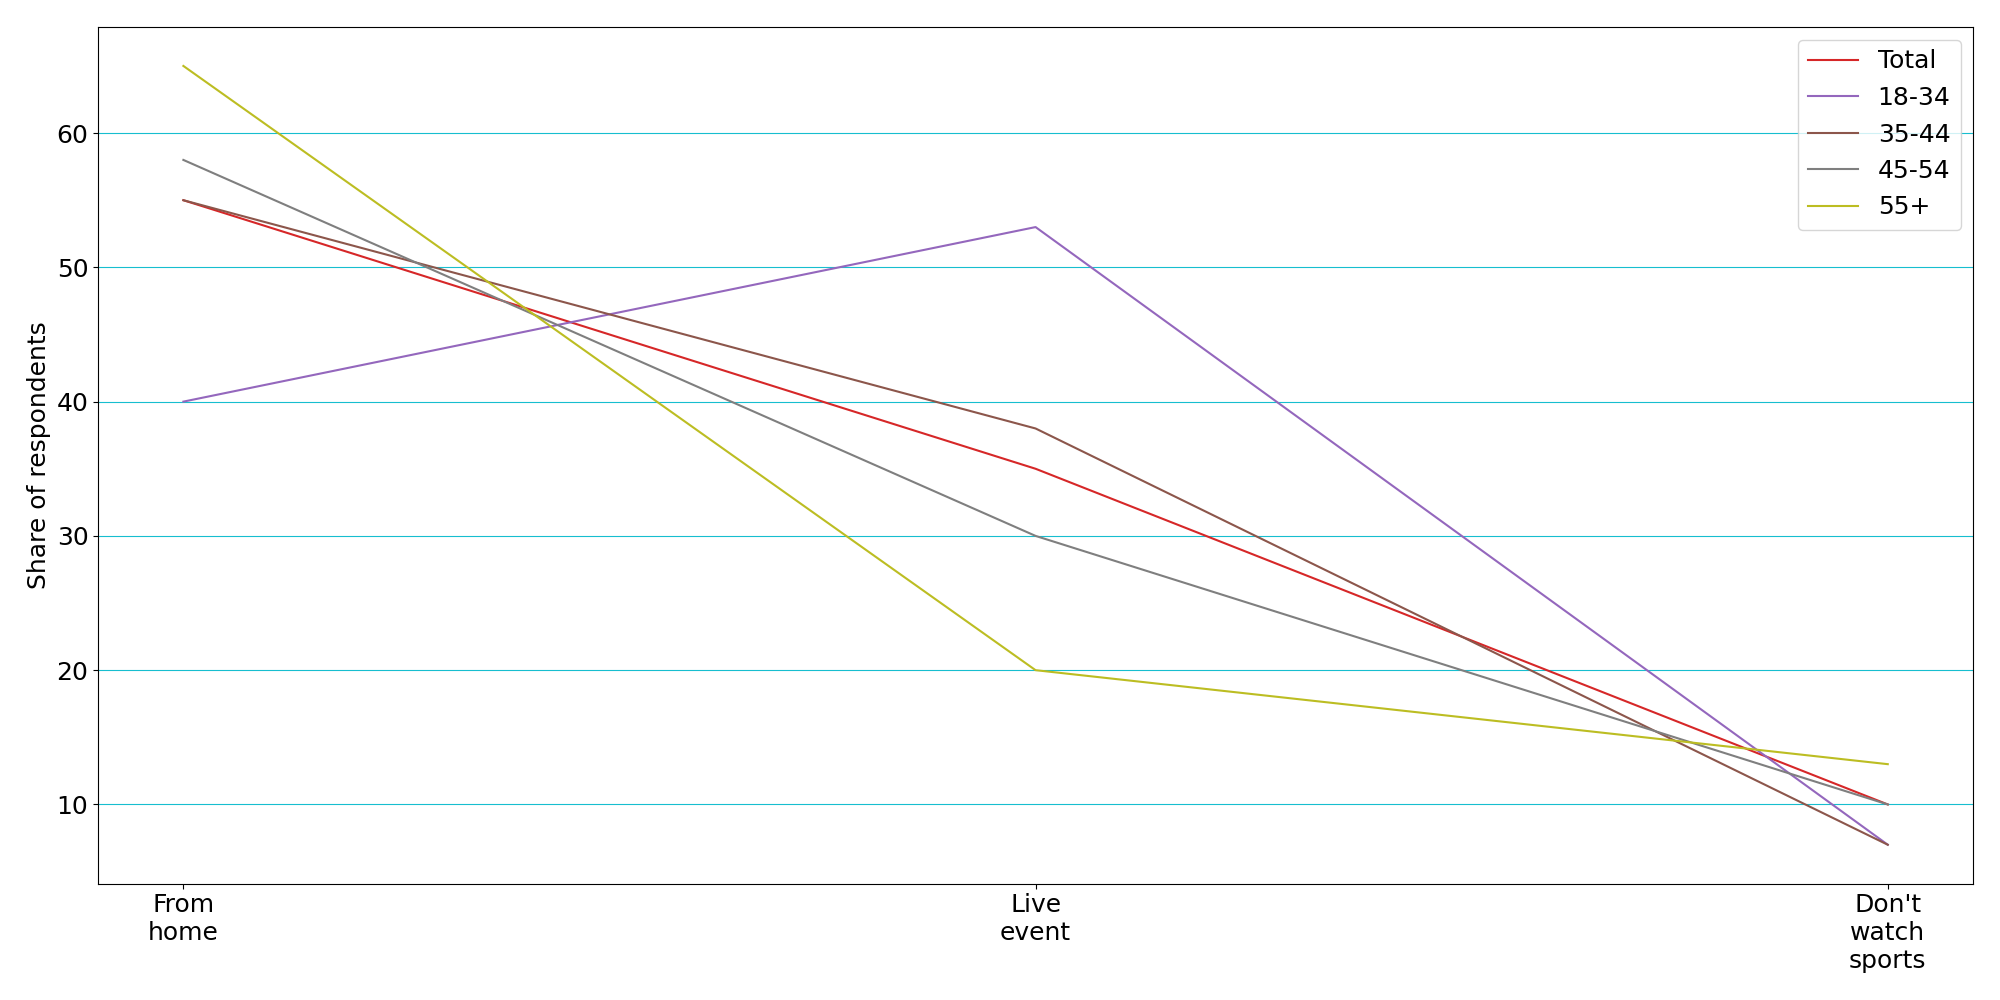 Total
18-34
35-44
45-54
55+
60
50
40
30
20
10
Share of respondents
From
home
Live
event
Don't
watch
sports